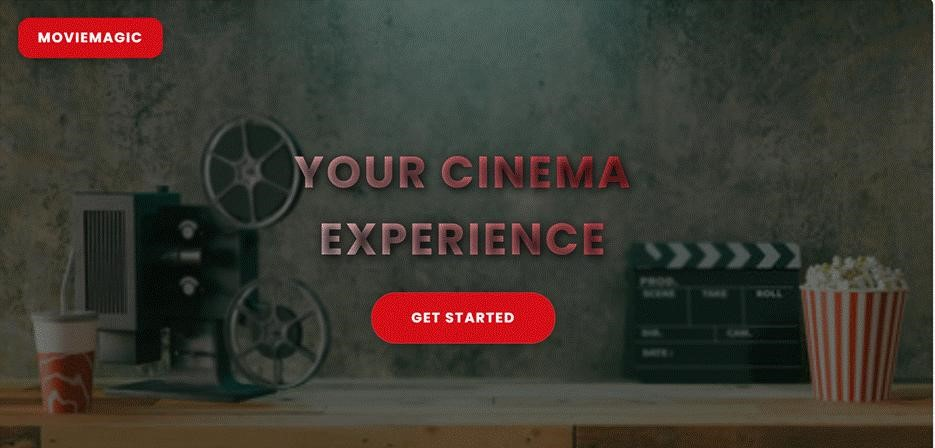 MOVIEMAGIC
YOUR CINEMA
EXPERIENCE
GET STARTED
PROD.
SCENE TAKE ROLL
DIR. CAM.
DATE: